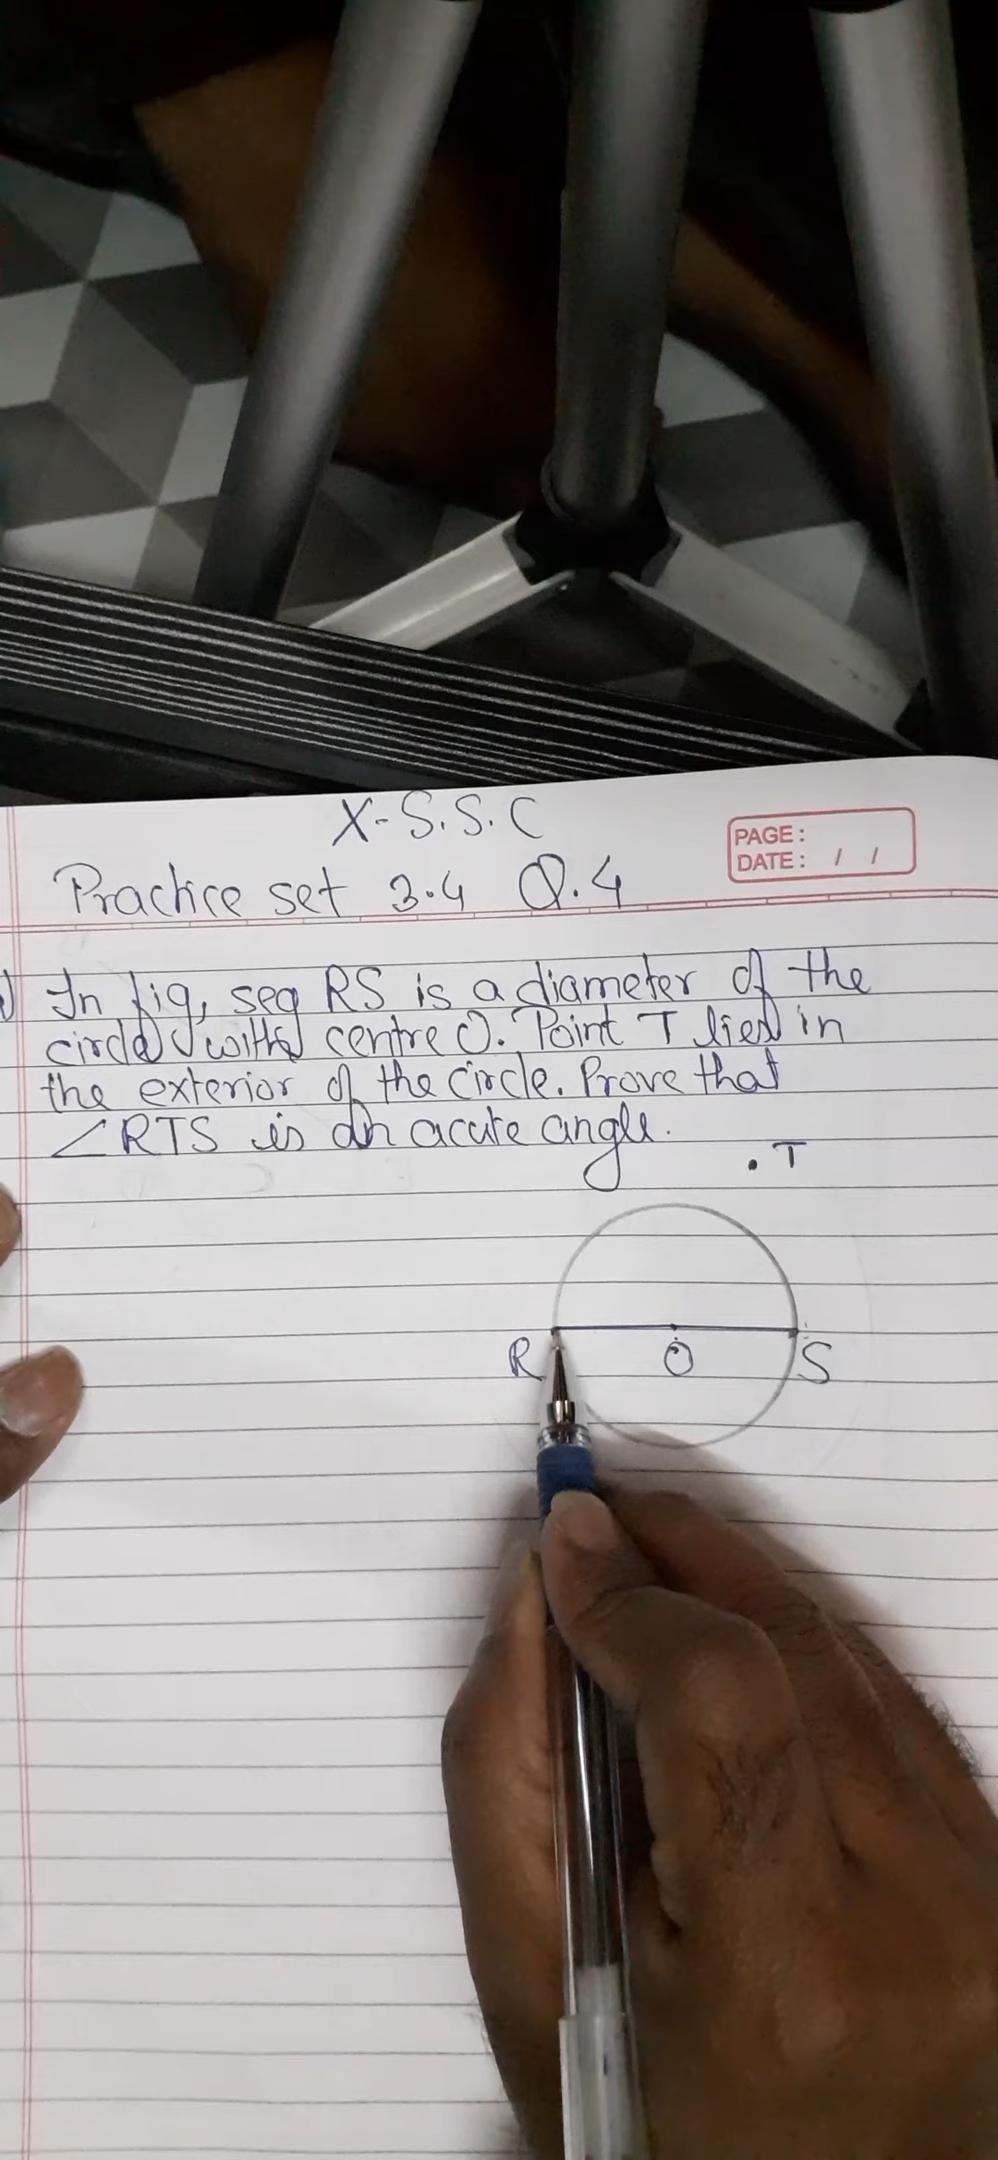 X-S.S.C
PAGE:
DATE: / /
Practice set 3.4 Q.4
In fig, seg RS is a diameter of the
circle with centre O. Point T lies in
the exterior of the circle. Prove that
∠RTS is an acute angle.
. T
R O S